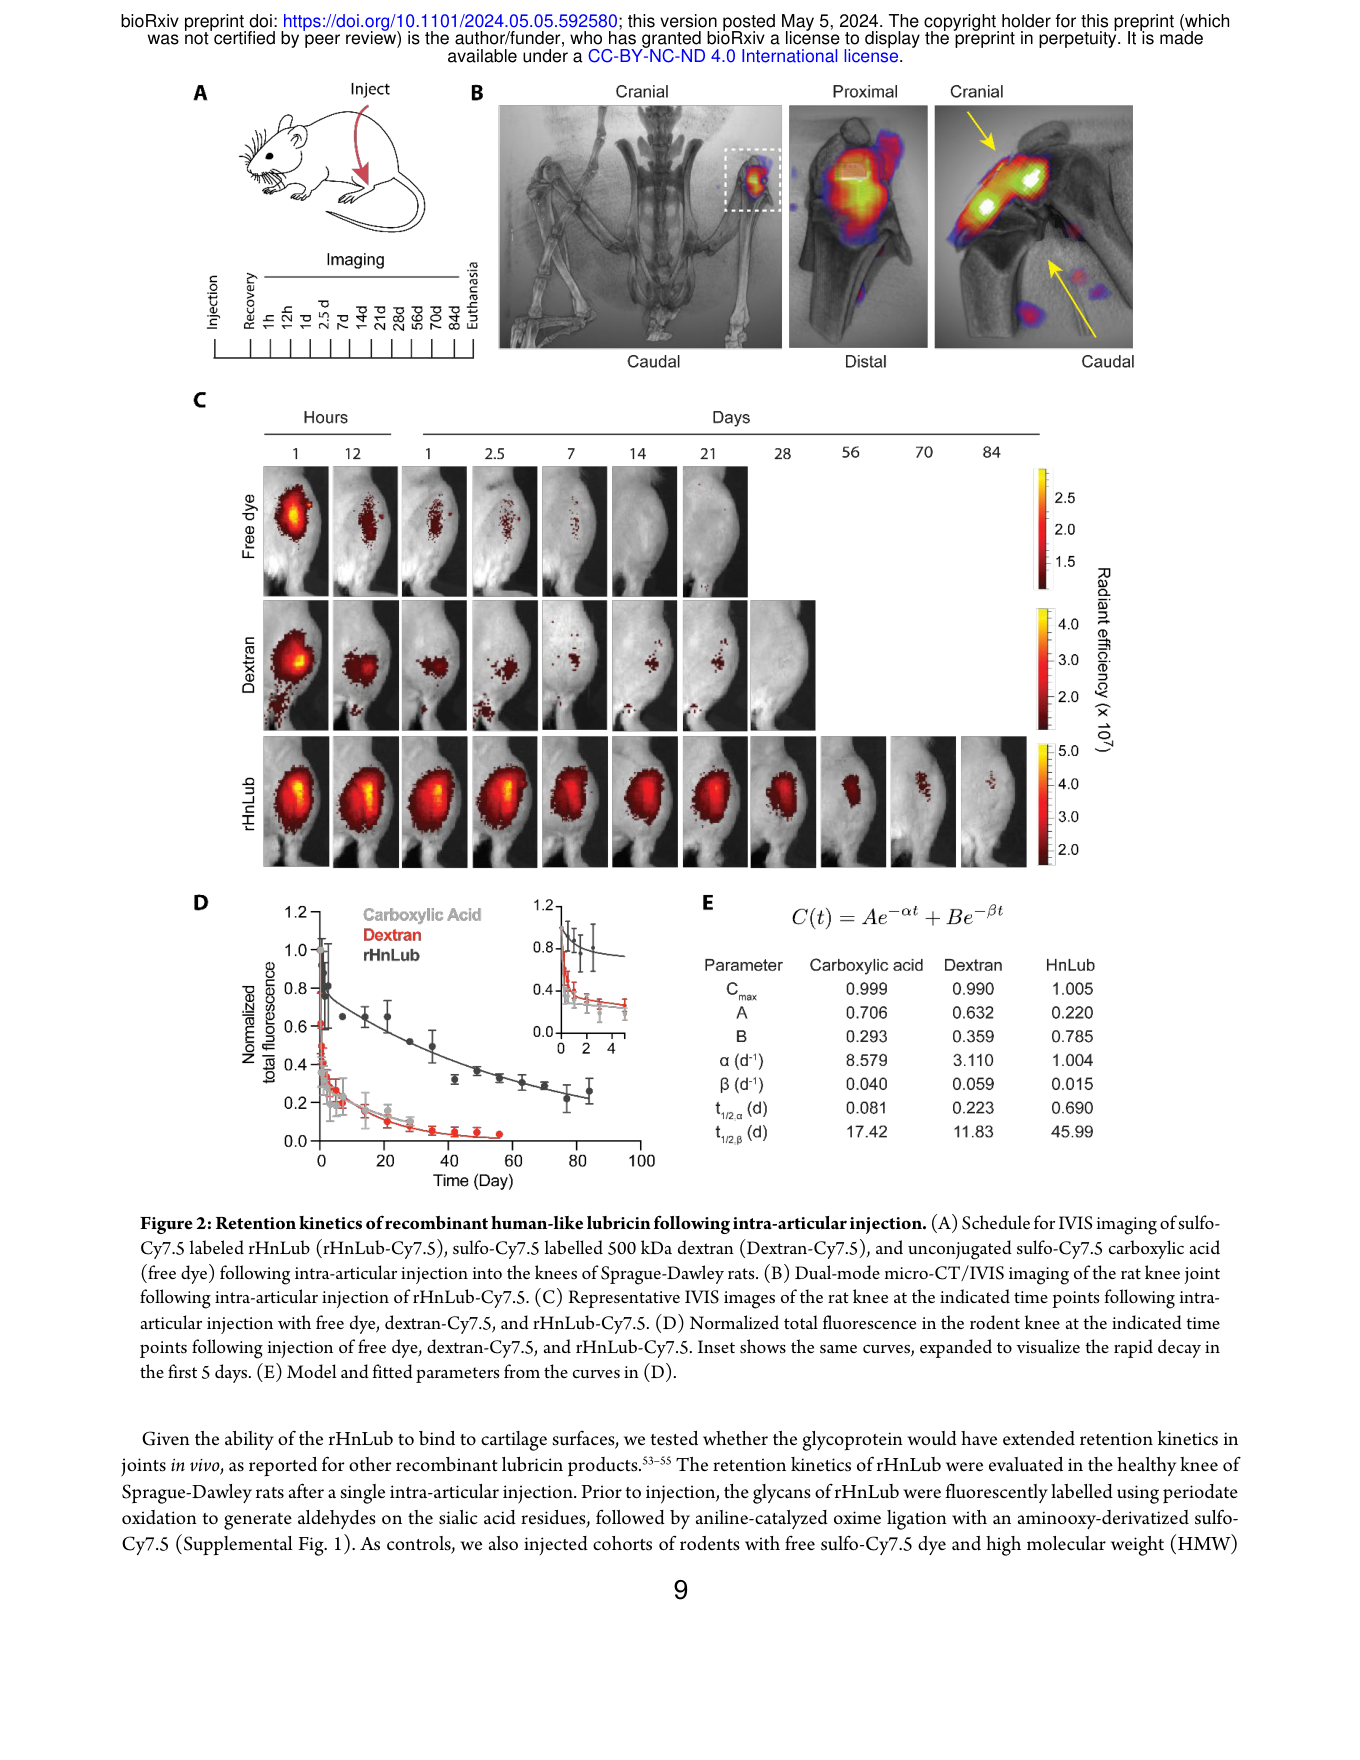 bioRxiv preprint doi: https://doi.org/10.1101/2024.05.05.592580; this version posted May 5, 2024. The copyright holder for this preprint (which
was not certified by peer review) is the author/funder, who has granted bioRxiv a license to display the preprint in perpetuity. It is made
available under a CC-BY-NC-ND 4.0 International license.
A
Inject
Imaging
Injection
Recovery
1h
12h
1d
2.5 d
7d
14d
21d
28d
56d
70d
84d
Euthanasia
B
Cranial
Proximal
Cranial
Caudal
Distal
Caudal
C
Hours
Days
1 12 1 2.5 7 14 21 28 56 70 84
Free dye
2.5
2.0
1.5
Dextran
4.0
3.0
2.0
rHnLub
5.0
4.0
3.0
2.0
Radiant efficiency (x 10⁷)
D
Normalized
total fluorescence
1.2
1.0
0.8
0.6
0.4
0.2
0.0
0 20 40 60 80 100
Time (Day)
Carboxylic Acid
Dextran
rHnLub
1.2
0.8
0.4
0.0
0 2 4
E
C(t) = Ae^{−αt} + Be^{−βt}
Parameter Carboxylic acid Dextran HnLub
Cmax 0.999 0.990 1.005
A 0.706 0.632 0.220
B 0.293 0.359 0.785
α (d⁻¹) 8.579 3.110 1.004
β (d⁻¹) 0.040 0.059 0.015
t1/2,α (d) 0.081 0.223 0.690
t1/2,β (d) 17.42 11.83 45.99
Figure 2: Retention kinetics of recombinant human-like lubricin following intra-articular injection. (A) Schedule for IVIS imaging of sulfo-
Cy7.5 labeled rHnLub (rHnLub-Cy7.5), sulfo-Cy7.5 labelled 500 kDa dextran (Dextran-Cy7.5), and unconjugated sulfo-Cy7.5 carboxylic acid
(free dye) following intra-articular injection into the knees of Sprague-Dawley rats. (B) Dual-mode micro-CT/IVIS imaging of the rat knee joint
following intra-articular injection of rHnLub-Cy7.5. (C) Representative IVIS images of the rat knee at the indicated time points following intra-
articular injection with free dye, dextran-Cy7.5, and rHnLub-Cy7.5. (D) Normalized total fluorescence in the rodent knee at the indicated time
points following injection of free dye, dextran-Cy7.5, and rHnLub-Cy7.5. Inset shows the same curves, expanded to visualize the rapid decay in
the first 5 days. (E) Model and fitted parameters from the curves in (D).
Given the ability of the rHnLub to bind to cartilage surfaces, we tested whether the glycoprotein would have extended retention kinetics in
joints in vivo, as reported for other recombinant lubricin products.⁵³⁻⁵⁵ The retention kinetics of rHnLub were evaluated in the healthy knee of
Sprague-Dawley rats after a single intra-articular injection. Prior to injection, the glycans of rHnLub were fluorescently labelled using periodate
oxidation to generate aldehydes on the sialic acid residues, followed by aniline-catalyzed oxime ligation with an aminooxy-derivatized sulfo-
Cy7.5 (Supplemental Fig. 1). As controls, we also injected cohorts of rodents with free sulfo-Cy7.5 dye and high molecular weight (HMW)
9